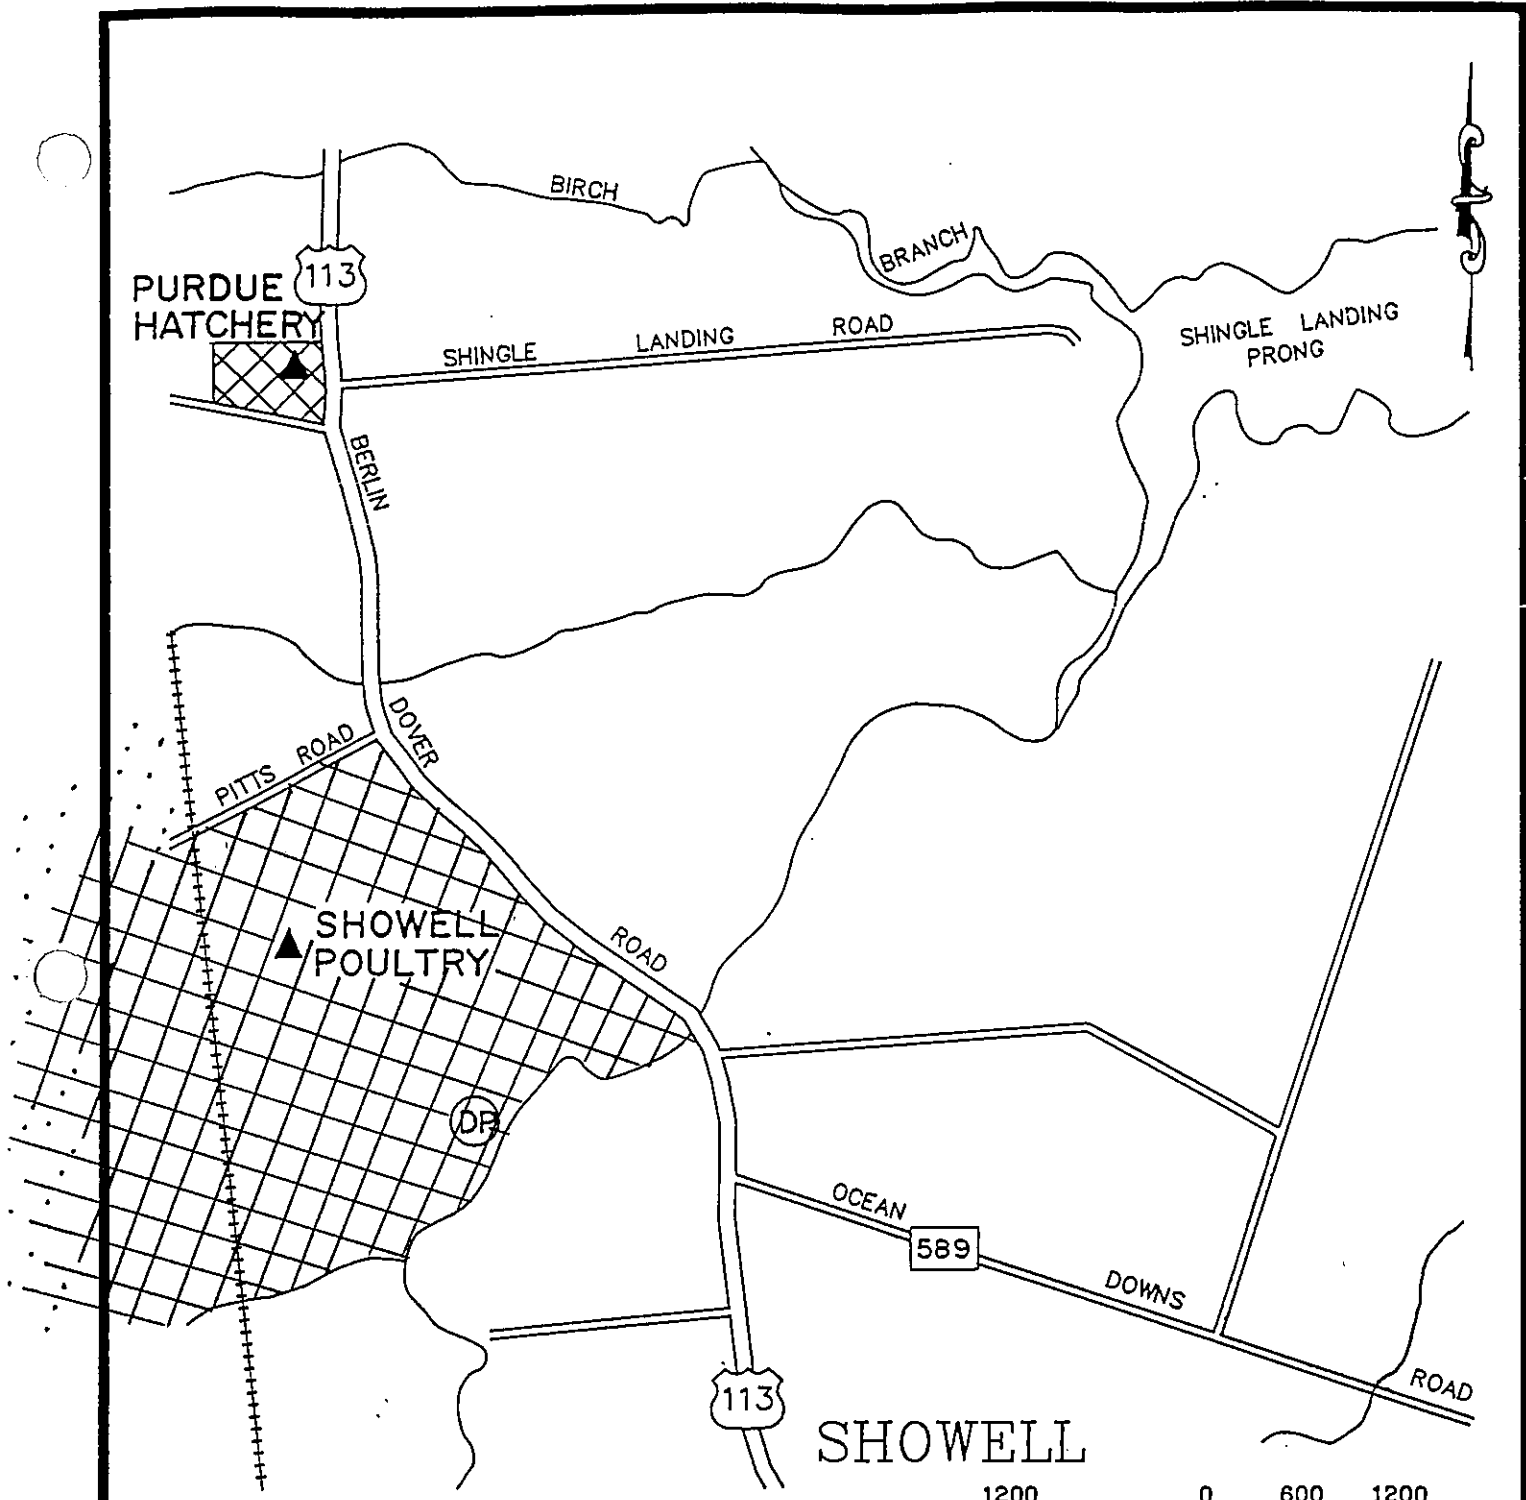 BIRCH
BRANCH
113
PURDUE
HATCHERY
SHINGLE LANDING ROAD
SHINGLE LANDING
PRONG
BERLIN
DOVER
ROAD
PITTS ROAD
SHOWELL
POULTRY
DP
OCEAN
589
DOWNS
ROAD
113
SHOWELL
1200 0 600 1200